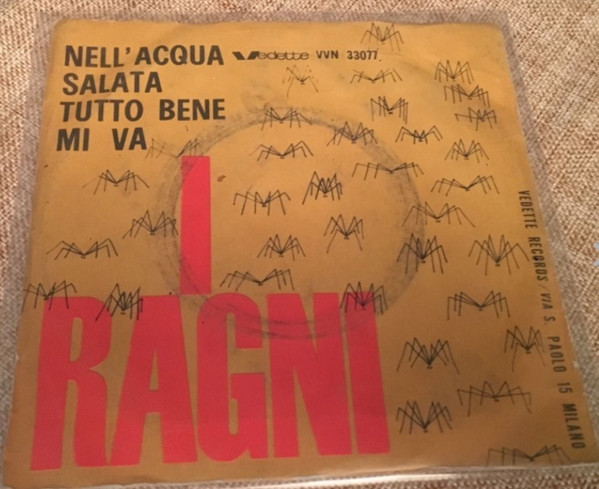 NELL'ACQUA Vedette VVN 33077
SALATA
TUTTO BENE
MI VA
I
RAGNI
VEDETTE RECORDS/VIA S. PAOLO 15 MILANO